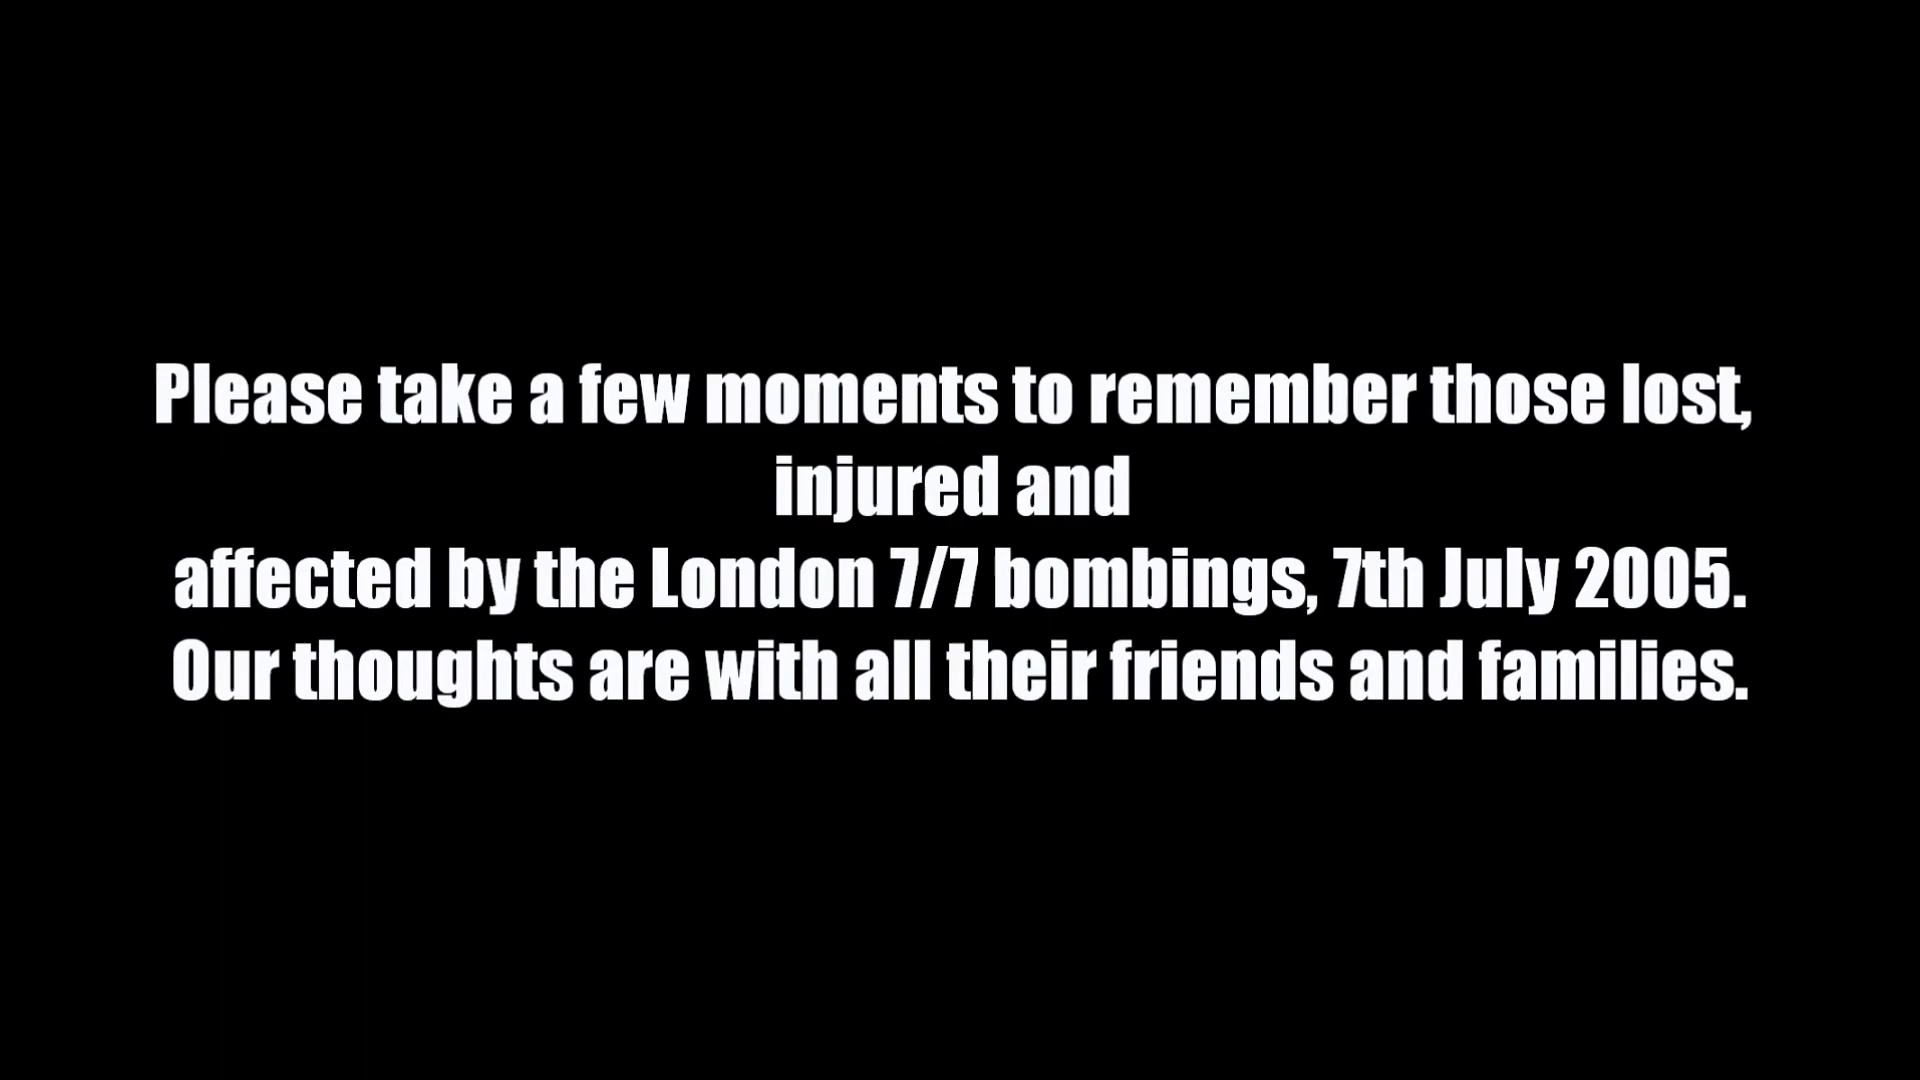 Please take a few moments to remember those lost,
injured and
affected by the London 7/7 bombings, 7th July 2005.
Our thoughts are with all their friends and families.